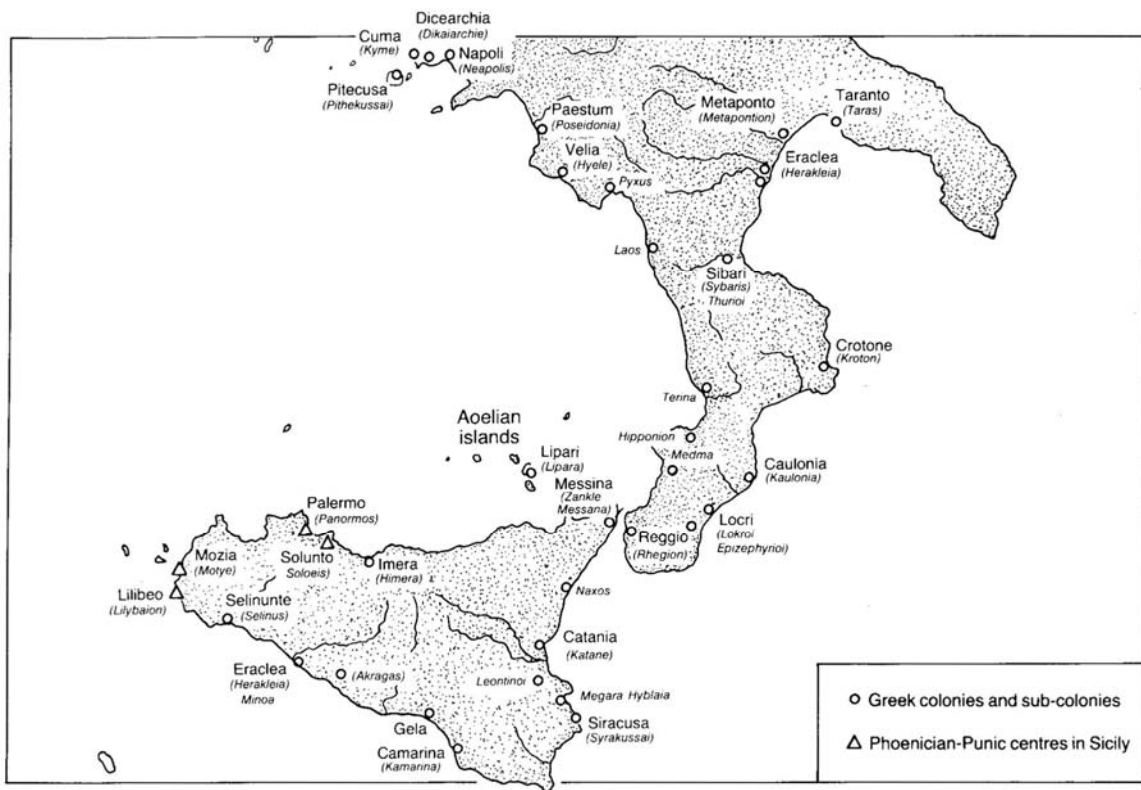 Dicearchia
(Dikaiarchie)
Cuma
(Kyme)
Napoli
(Neapolis)
Pitecusa
(Pithekussai)
Paestum
(Poseidonia)
Metaponto
(Metapontion)
Taranto
(Taras)
Velia
(Hyele)
Eraclea
(Herakleia)
Pyxus
Laos
Sibari
(Sybaris)
Thurioi
Crotone
(Kroton)
Terina
Aoelian
islands
Hipponion
Medma
Lipari
(Lipara)
Caulonia
(Kaulonia)
Messina
(Zankle
Messana)
Palermo
(Panormos)
Locri
(Lokroi
Epizephyrioi)
Reggio
(Rhegion)
Mozia
(Motye)
Solunto
Soloeis
Imera
(Himera)
Lilibeo
(Lilybaion)
Selinunte
(Selinus)
Naxos
Catania
(Katane)
Eraclea
(Herakleia)
Minoa
(Akragas)
Leontinoi
Megara Hyblaia
Gela
Siracusa
(Syrakussai)
Camarina
(Kamarina)
Greek colonies and sub-colonies
Phoenician-Punic centres in Sicily